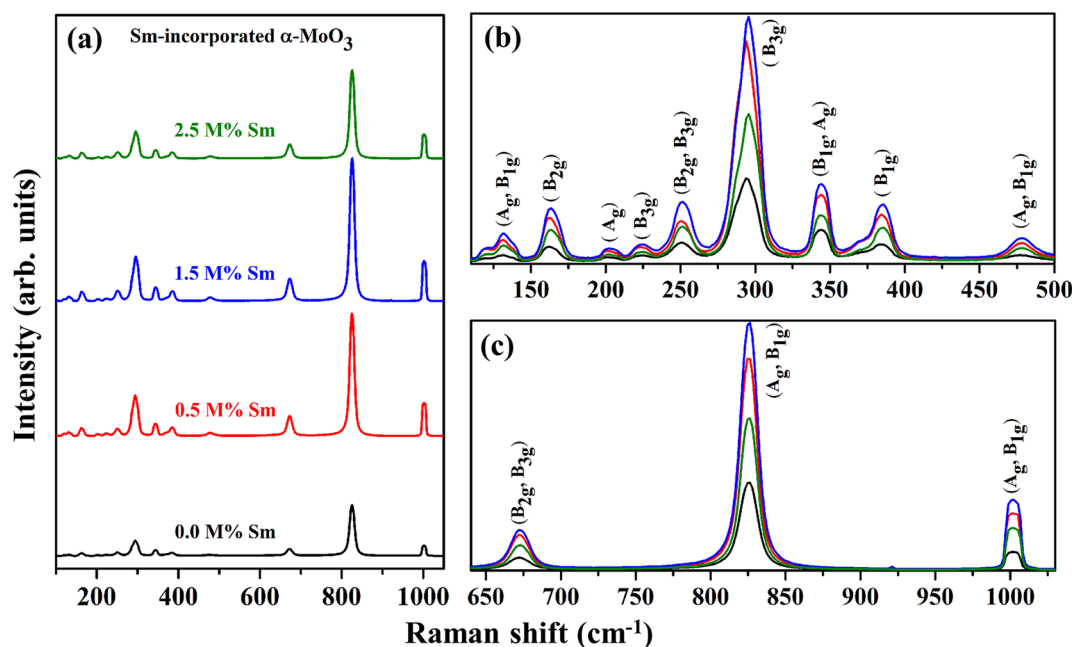 (a)
Sm-incorporated α-MoO3
2.5 M% Sm
1.5 M% Sm
0.5 M% Sm
0.0 M% Sm
200
400
600
800
1000
Intensity (arb. units)
(b)
(Ag, B1g)
( B2g)
( Ag)
( B3g)
(B2g, B3g)
( B3g)
(B1g, Ag)
( B1g)
(Ag, B1g)
150
200
250
300
350
400
450
500
(c)
(B2g, B3g)
(Ag, B1g)
(Ag, B1g)
650
700
750
800
850
900
950
1000
Raman shift (cm-1)